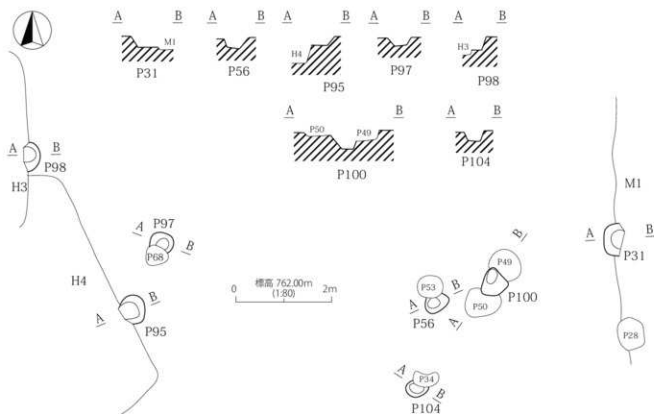 A B A B A B A B A B
M1 H4 H3
P31 P56 P95 P97 P98
A B A B
P50 P49
P100 P104
A B
P98
H3
M1
A P97
P68 B
B
P49
A B
P31
H4
標高 762.00m
0 (1:80) 2m
P53 B P100
A P50
P56 A
B
A P95
P28
A P34
B
P104